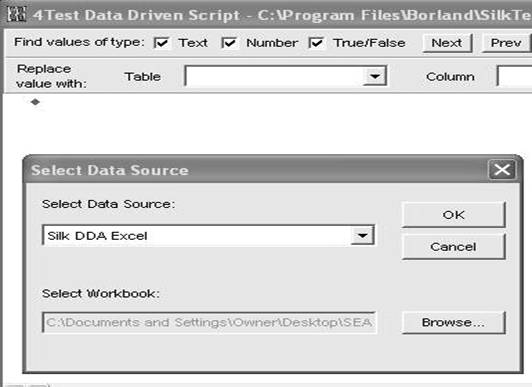 4Test Data Driven Script - C:\Program Files\Borland\SilkTe
Find values of type: Text Number True/False Next Prev
Replace value with: Table Column
Select Data Source
Select Data Source:
OK
Silk DDA Excel
Cancel
Select Workbook:
C:\Documents and Settings\Owner\Desktop\SEA Browse...